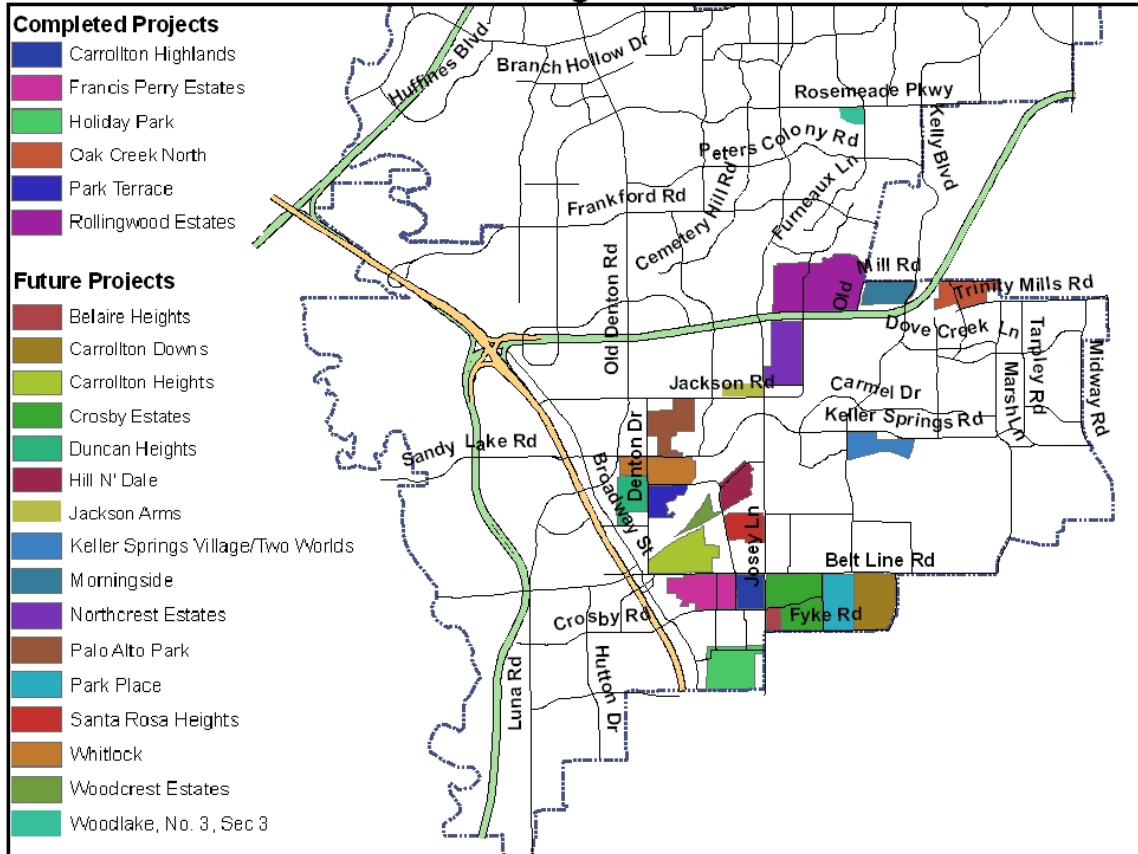 Completed Projects
Carrollton Highlands
Francis Perry Estates
Holiday Park
Oak Creek North
Park Terrace
Rollingwood Estates
Future Projects
Belaire Heights
Carrollton Downs
Carrollton Heights
Crosby Estates
Duncan Heights
Hill N' Dale
Jackson Arms
Keller Springs Village/Two Worlds
Morningside
Northcrest Estates
Palo Alto Park
Park Place
Santa Rosa Heights
Whitlock
Woodcrest Estates
Woodlake, No. 3, Sec 3
Huffines Blvd
Branch Hollow Dr
Rosemeade Pkwy
Kelly Blvd
Peters Colony Rd
Furneaux Ln
Frankford Rd
Cemetery Hill Rd
Old Denton Rd
Old Mill Rd
Trinity Mills Rd
Dove Creek Ln
Tarpley Rd
Midway Rd
Marsh Ln
Jackson Rd
Carmel Dr
Keller Springs Rd
Sandy Lake Rd
Denton Dr
Broadway St
Josey Ln
Belt Line Rd
Crosby Rd
Fyke Rd
Luna Rd
Hutton Dr